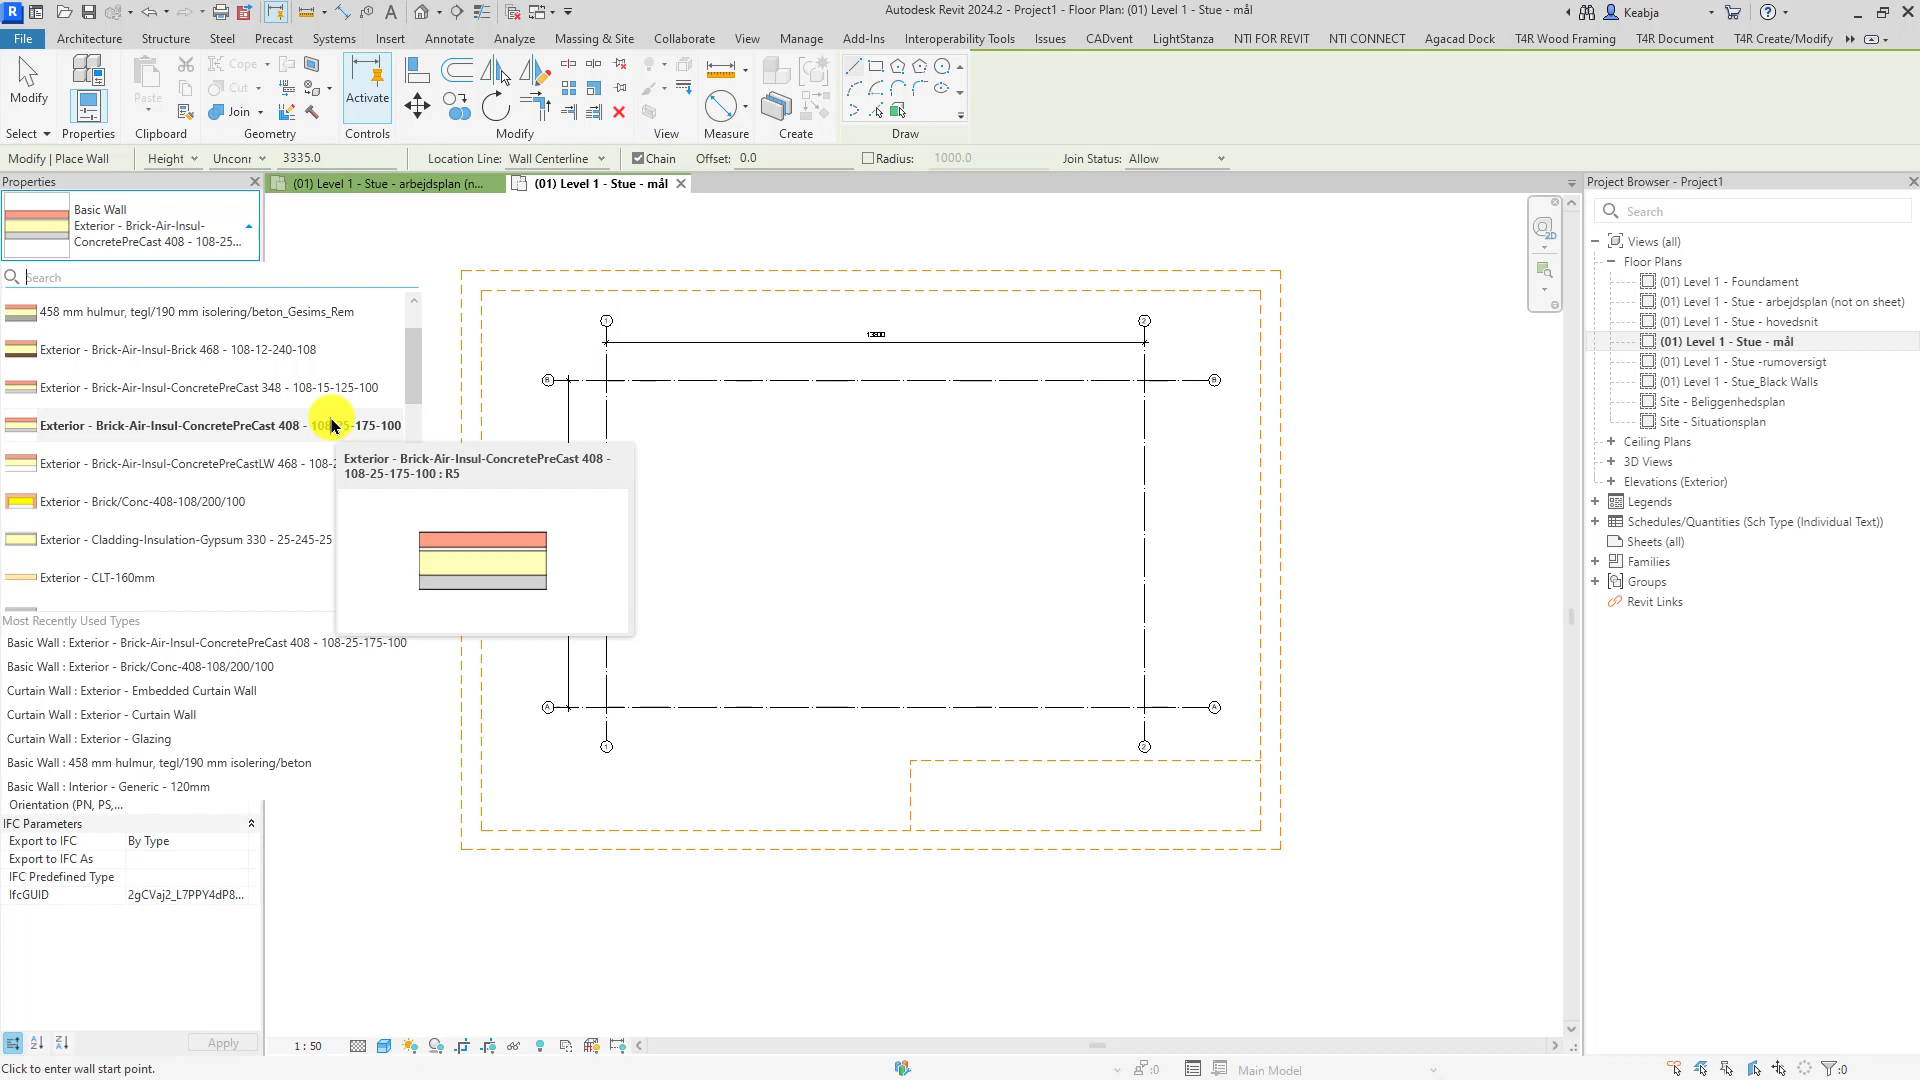 Autodesk Revit 2024.2 - Project1 - Floor Plan: (01) Level 1 - Stue - mål
Keabja
File Architecture Structure Steel Precast Systems Insert Annotate Analyze Massing & Site Collaborate View Manage Add-Ins Interoperability Tools Issues CADvent LightStanza NTI FOR REVIT NTI CONNECT Agacad Dock T4R Wood Framing T4R Document T4R Create/Modify
Modify Paste Cope Cut Join Activate
Select Properties Clipboard Geometry Controls Modify View Measure Create Draw
Modify | Place Wall Height Unconr 3335.0 Location Line: Wall Centerline Chain Offset: 0.0 Radius: 1000.0 Join Status: Allow
Properties
(01) Level 1 - Stue - arbejdsplan (n...
(01) Level 1 - Stue - mål
Basic Wall
Exterior - Brick-Air-Insul-
ConcretePreCast 408 - 108-25...
Search
458 mm hulmur, tegl/190 mm isolering/beton_Gesims_Rem
Exterior - Brick-Air-Insul-Brick 468 - 108-12-240-108
Exterior - Brick-Air-Insul-ConcretePreCast 348 - 108-15-125-100
Exterior - Brick-Air-Insul-ConcretePreCast 408 - 108-25-175-100
Exterior - Brick-Air-Insul-ConcretePreCastLW 468 - 108-2
Exterior - Brick/Conc-408-108/200/100
Exterior - Cladding-Insulation-Gypsum 330 - 25-245-25
Exterior - CLT-160mm
Exterior - Brick-Air-Insul-ConcretePreCast 408 -
108-25-175-100 : R5
Most Recently Used Types
Basic Wall : Exterior - Brick-Air-Insul-ConcretePreCast 408 - 108-25-175-100
Basic Wall : Exterior - Brick/Conc-408-108/200/100
Curtain Wall : Exterior - Embedded Curtain Wall
Curtain Wall : Exterior - Curtain Wall
Curtain Wall : Exterior - Glazing
Basic Wall : 458 mm hulmur, tegl/190 mm isolering/beton
Basic Wall : Interior - Generic - 120mm
Orientation (PN, PS,...
IFC Parameters
Export to IFC By Type
Export to IFC As
IFC Predefined Type
IfcGUID 2gCVaj2_L7PPY4dP8...
Apply
1
2
13800
B
B
A
A
1
2
2D
Project Browser - Project1
Search
Views (all)
Floor Plans
(01) Level 1 - Foundament
(01) Level 1 - Stue - arbejdsplan (not on sheet)
(01) Level 1 - Stue - hovedsnit
(01) Level 1 - Stue - mål
(01) Level 1 - Stue -rumoversigt
(01) Level 1 - Stue_Black Walls
Site - Beliggenhedsplan
Site - Situationsplan
Ceiling Plans
3D Views
Elevations (Exterior)
Legends
Schedules/Quantities (Sch Type (Individual Text))
Sheets (all)
Families
Groups
Revit Links
1 : 50
Click to enter wall start point.
:0
Main Model
:0